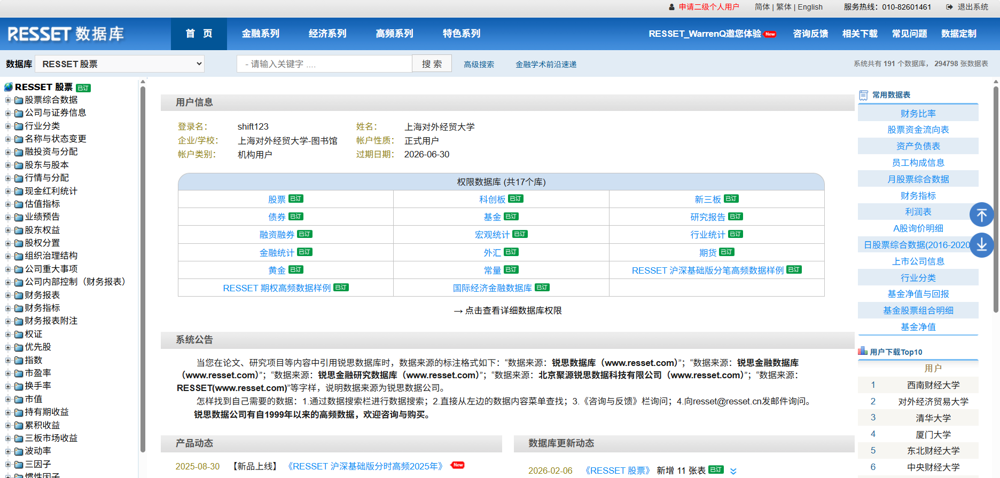 申请二级个人用户 简体 | 繁体 | English 服务热线：010-82601461 退出系统
RESSET 数据库 首 页 金融系列 经济系列 高频系列 特色系列 RESSET_WarrenQ邀您体验 New 咨询反馈 相关下载 常见问题 数据定制
数据库 RESSET 股票 - 请输入关键字 .... 搜 索 高级搜索 金融学术前沿速递 系统共有 191 个数据库， 294798 张数据表
RESSET 股票 已订
股票综合数据
公司与证券信息
行业分类
名称与状态变更
融投资与分配
股东与股本
行情与分配
现金红利统计
估值指标
业绩预告
股东权益
股权分置
组织治理结构
公司重大事项
公司内部控制（财务报表）
财务报表
财务指标
财务报表附注
权证
优先股
指数
市盈率
换手率
市值
持有期收益
累积收益
三板市场收益
波动率
三因子
惯性因子
用户信息
登录名： shift123 姓名： 上海对外经贸大学
企业/学校： 上海对外经贸大学-图书馆 帐户性质： 正式用户
帐户类别： 机构用户 过期日期： 2026-06-30
权限数据库 (共17个库)
股票 已订 科创板 已订 新三板 已订
债券 已订 基金 已订 研究报告 已订
融资融券 已订 宏观统计 已订 行业统计 已订
金融统计 已订 外汇 已订 期货 已订
黄金 已订 常量 已订 RESSET 沪深基础版分笔高频数据样例 已订
RESSET 期权高频数据样例 已订 国际经济金融数据库 已订
→ 点击查看详细数据库权限
系统公告
当您在论文、研究项目等内容中引用锐思数据库时，数据来源的标注格式如下：“数据来源：锐思数据库（www.resset.com）”；“数据来源：锐思金融数据库
（www.resset.com）”；“数据来源：锐思金融研究数据库（www.resset.com）”；“数据来源：北京聚源锐思数据科技有限公司（www.resset.com）”；“数据来源：
RESSET(www.resset.com)”等字样，说明数据来源为锐思数据公司。
怎样找到自己需要的数据：1.通过数据搜索栏进行数据搜索；2.直接从左边的数据内容菜单查找；3.《咨询与反馈》栏询问；4.向resset@resset.cn发邮件询问。
锐思数据公司有自1999年以来的高频数据，欢迎咨询与购买。
产品动态
2025-08-30 【新品上线】 《RESSET 沪深基础版分时高频2025年》 New
数据库更新动态
2026-02-06 《RESSET 股票》 新增 11 张表 已订
常用数据表
财务比率
股票资金流向表
资产负债表
员工构成信息
月股票综合数据
财务指标
利润表
A股询价明细
日股票综合数据(2016-2020
上市公司信息
行业分类
基金净值与回报
基金股票组合明细
基金净值
用户下载Top10
用户
1 西南财经大学
2 对外经济贸易大学
3 清华大学
4 厦门大学
5 东北财经大学
6 中央财经大学